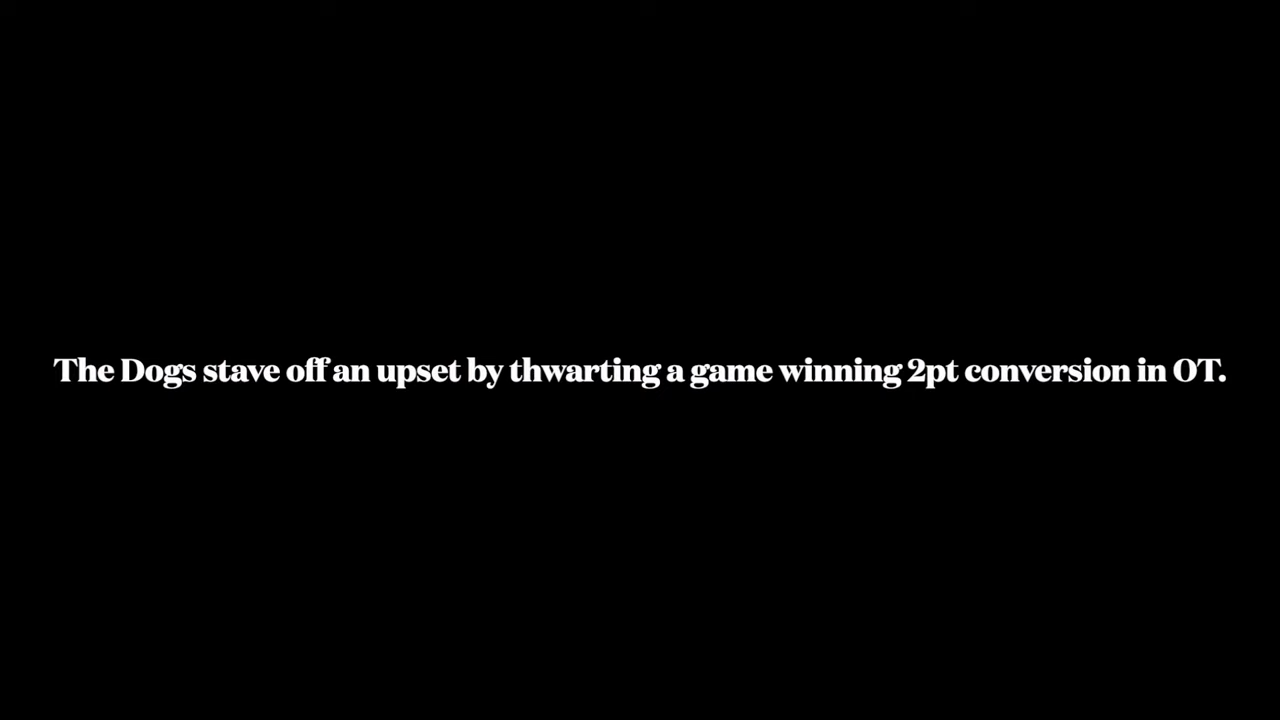 The Dogs stave off an upset by thwarting a game winning 2pt conversion in OT.